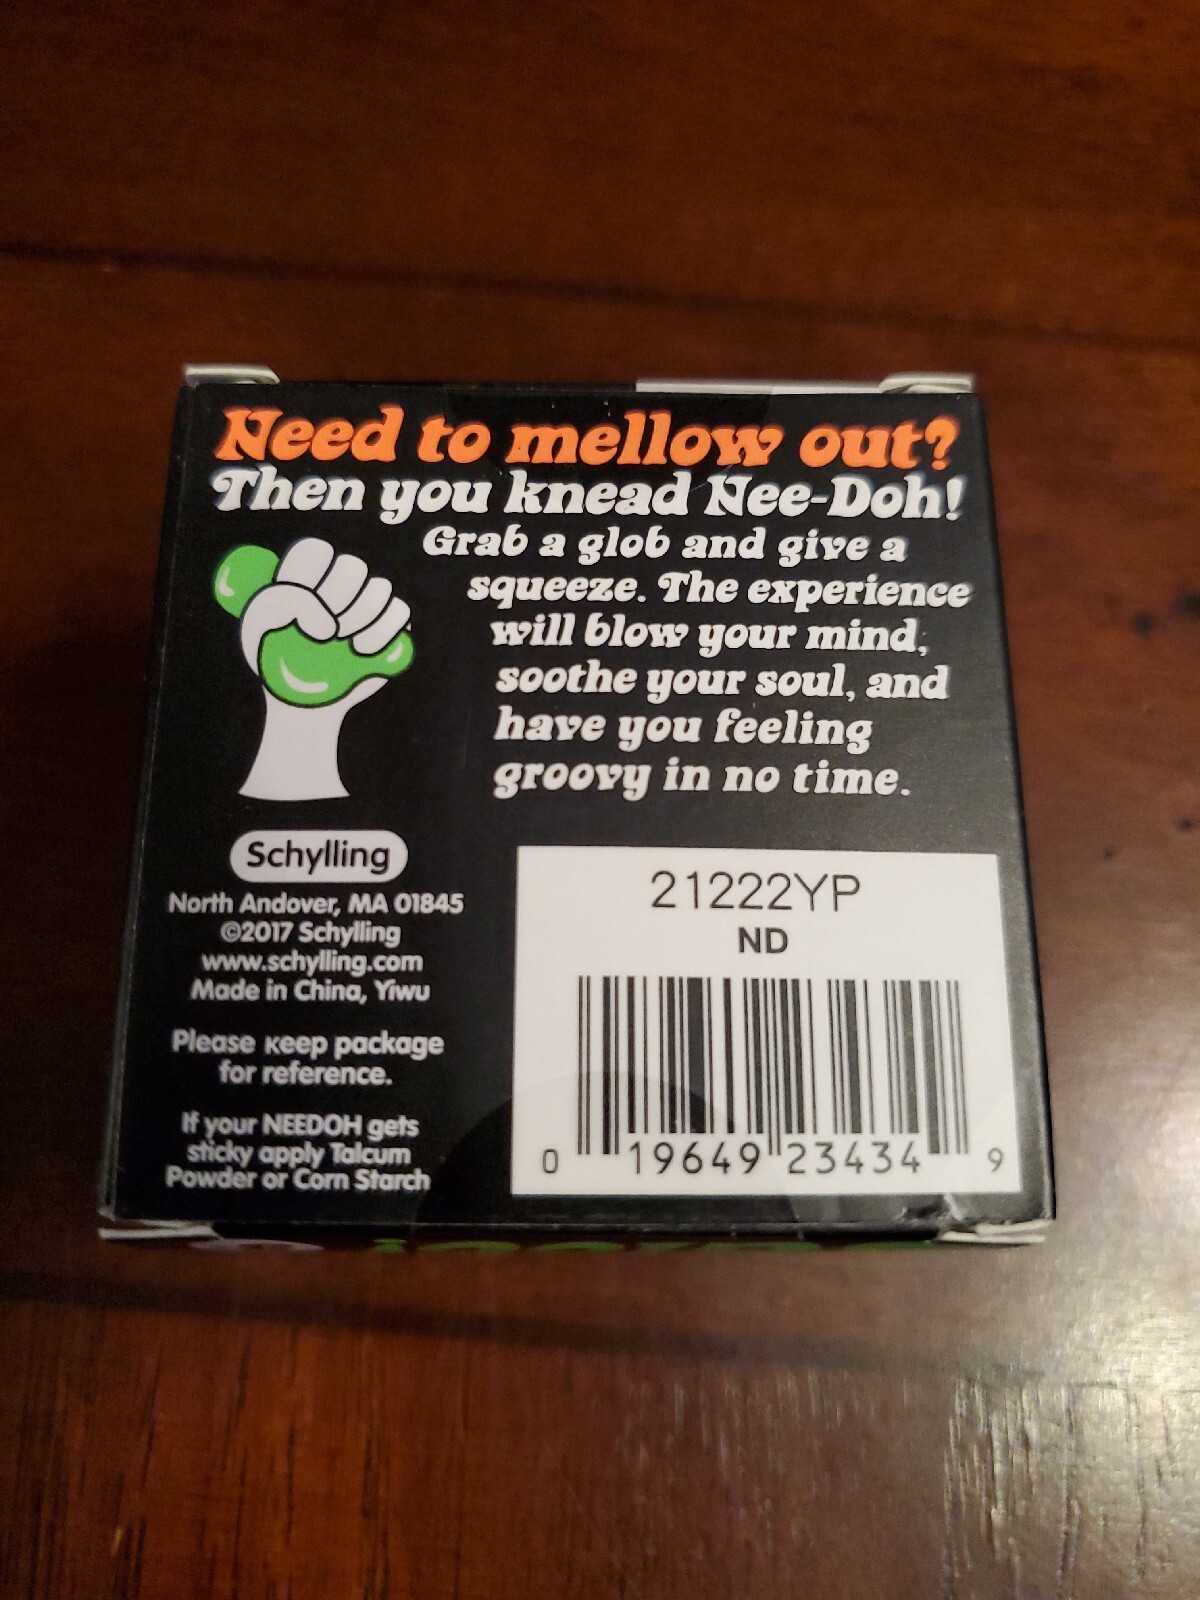 Need to mellow out?
Then you knead Nee-Doh!
Grab a glob and give a
squeeze. The experience
will blow your mind,
soothe your soul, and
have you feeling
groovy in no time.
Schylling
North Andover, MA 01845
©2017 Schylling
www.schylling.com
Made in China, Yiwu
Please keep package
for reference.
If your NEEDOH gets
sticky apply Talcum
Powder or Corn Starch
21222YP
ND
0 19649 23434 9